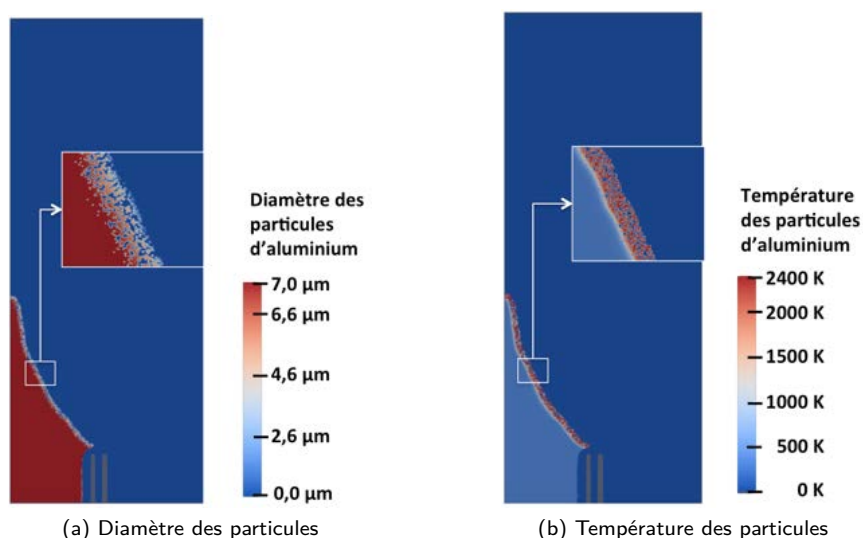 Diamètre des
particules
d'aluminium
7,0 µm
6,6 µm
4,6 µm
2,6 µm
0,0 µm
(a) Diamètre des particules
Température
des particules
d'aluminium
2400 K
2000 K
1500 K
1000 K
500 K
0 K
(b) Température des particules